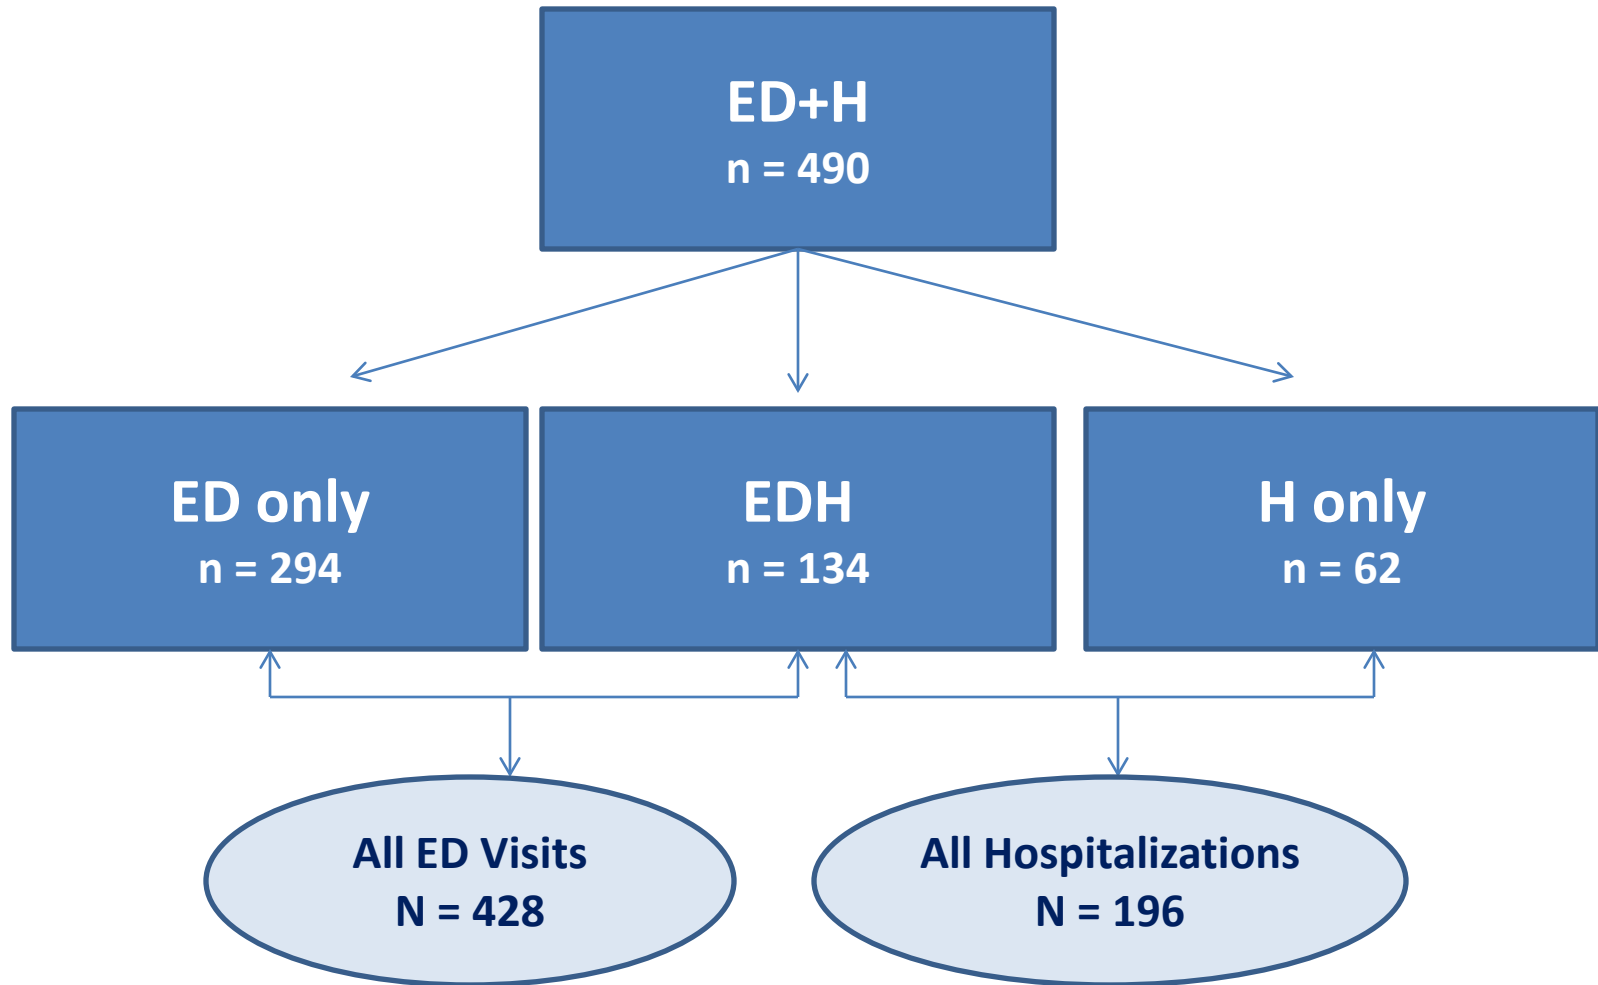 ED+H
n = 490
ED only
n = 294
EDH
n = 134
H only
n = 62
All ED Visits
N = 428
All Hospitalizations
N = 196